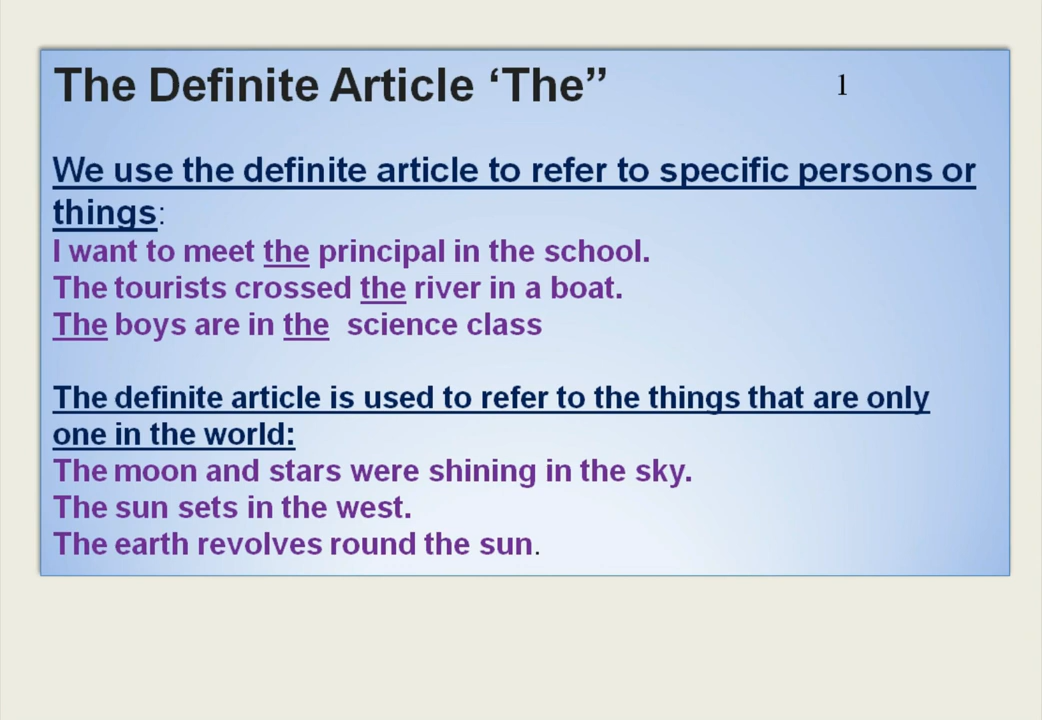 The Definite Article ‘The”
1
We use the definite article to refer to specific persons or
things:
I want to meet the principal in the school.
The tourists crossed the river in a boat.
The boys are in the  science class
The definite article is used to refer to the things that are only
one in the world:
The moon and stars were shining in the sky.
The sun sets in the west.
The earth revolves round the sun.